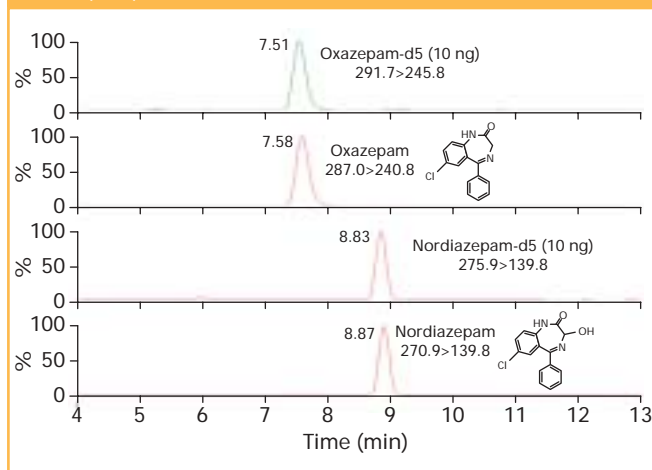 100
50
0
%
7.51
Oxazepam-d5 (10 ng)
291.7>245.8
100
50
0
%
7.58
Oxazepam
287.0>240.8
HN
O
N
Cl
100
50
0
%
8.83
Nordiazepam-d5 (10 ng)
275.9>139.8
100
50
0
%
8.87
Nordiazepam
270.9>139.8
HN
O
OH
N
Cl
4 5 6 7 8 9 10 11 12 13
Time (min)